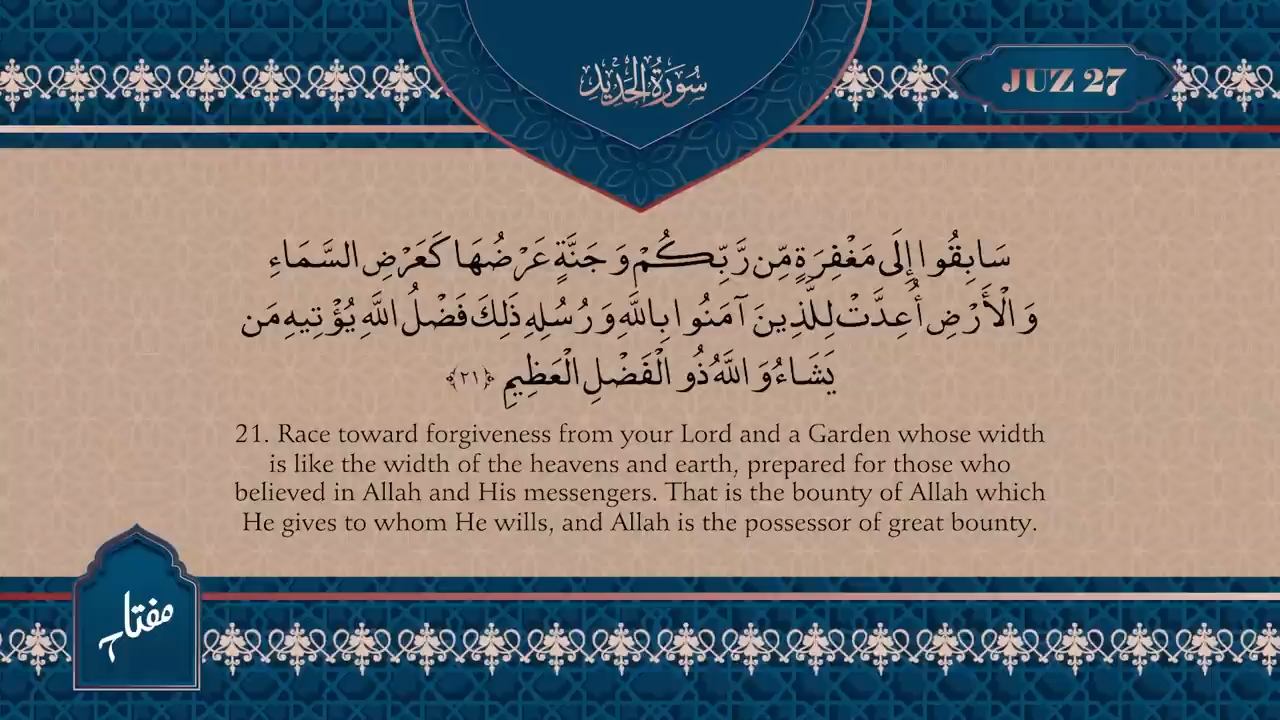 سُورَةُ الْحَدِيدِ
JUZ 27
سَابِقُوا إِلَى مَغْفِرَةٍ مِّن رَّبِّكُمْ وَجَنَّةٍ عَرْضُهَا كَعَرْضِ السَّمَاءِ
وَالْأَرْضِ أُعِدَّتْ لِلَّذِينَ آمَنُوا بِاللَّهِ وَرُسُلِهِ ذَلِكَ فَضْلُ اللَّهِ يُؤْتِيهِ مَن
يَشَاءُ وَاللَّهُ ذُو الْفَضْلِ الْعَظِيمِ ﴿٢١﴾
21. Race toward forgiveness from your Lord and a Garden whose width
is like the width of the heavens and earth, prepared for those who
believed in Allah and His messengers. That is the bounty of Allah which
He gives to whom He wills, and Allah is the possessor of great bounty.
مفتاح